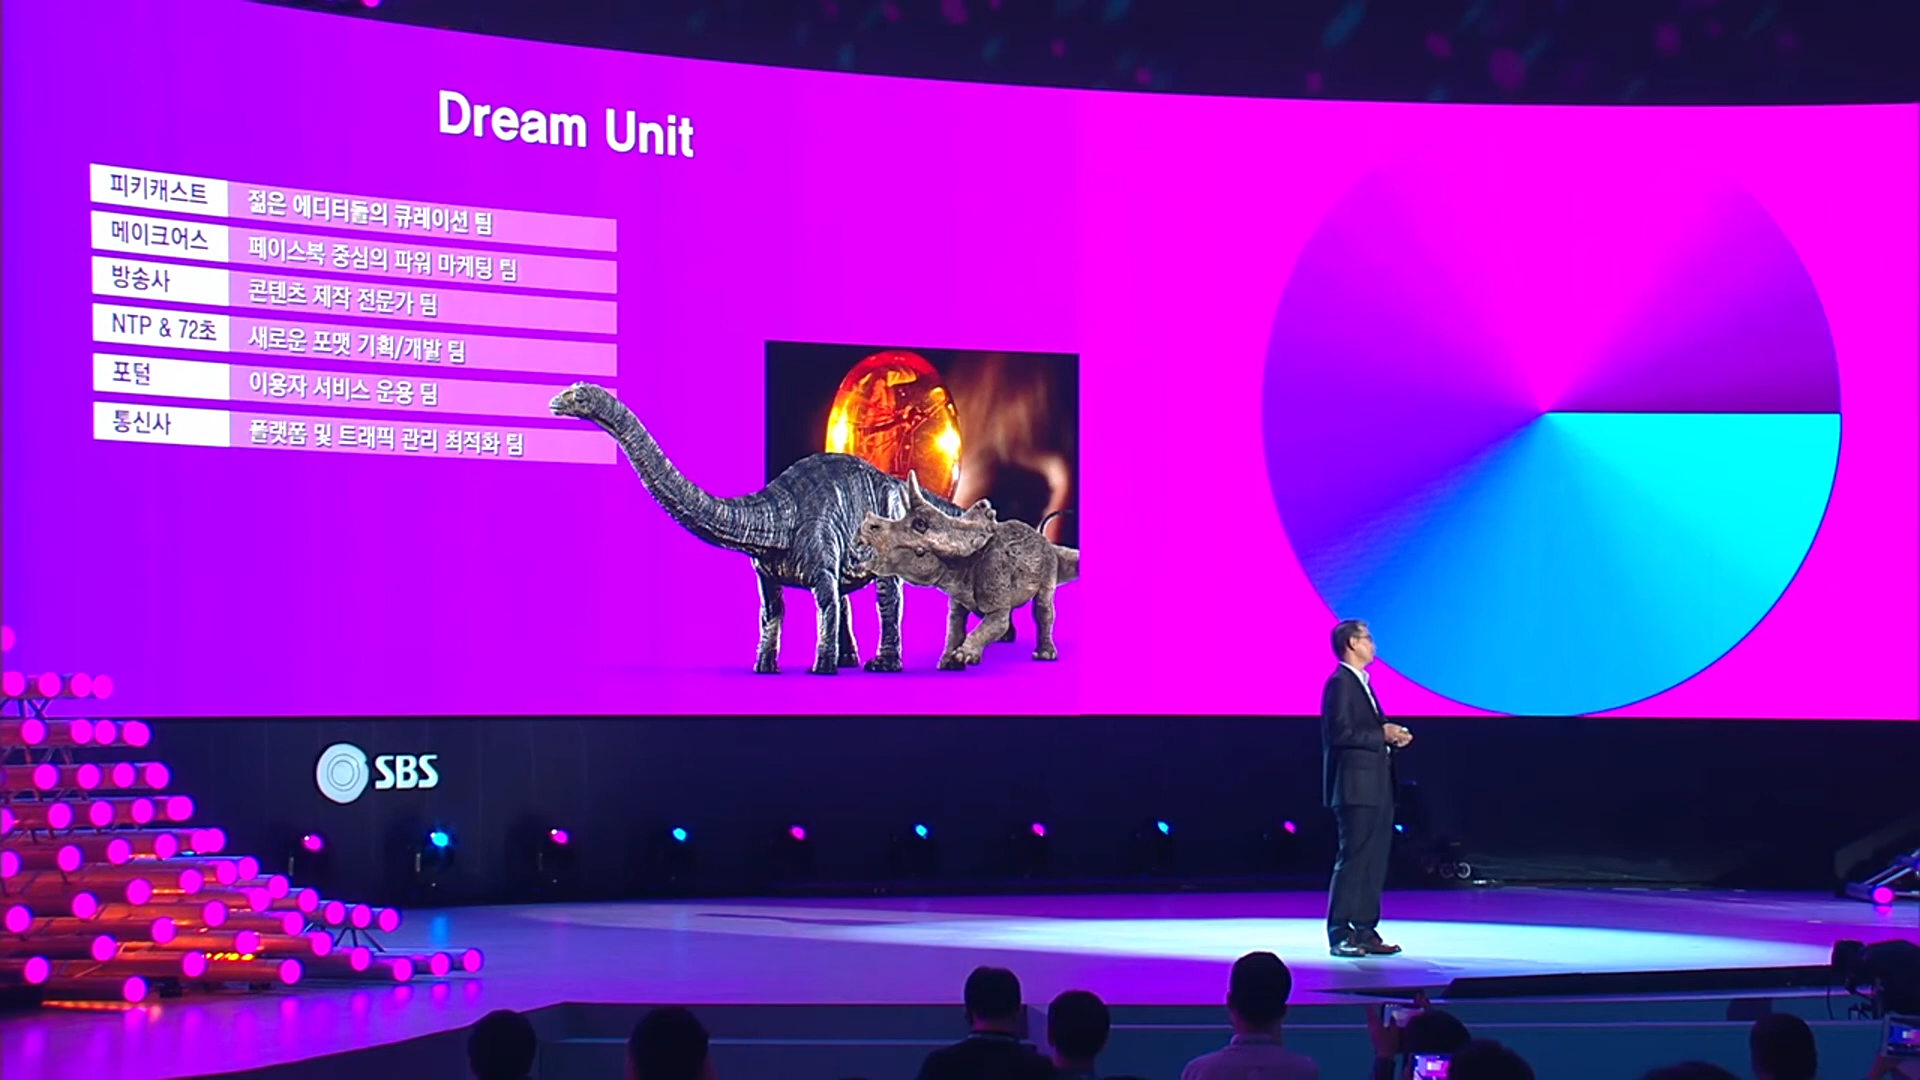 Dream Unit
피키캐스트 젊은 에디터들의 큐레이션 팀
메이크어스 페이스북 중심의 파워 마케팅 팀
방송사 콘텐츠 제작 전문가 팀
NTP & 72초 새로운 포맷 기획/개발 팀
포털 이용자 서비스 운용 팀
통신사 플랫폼 및 트래픽 관리 최적화 팀
SBS